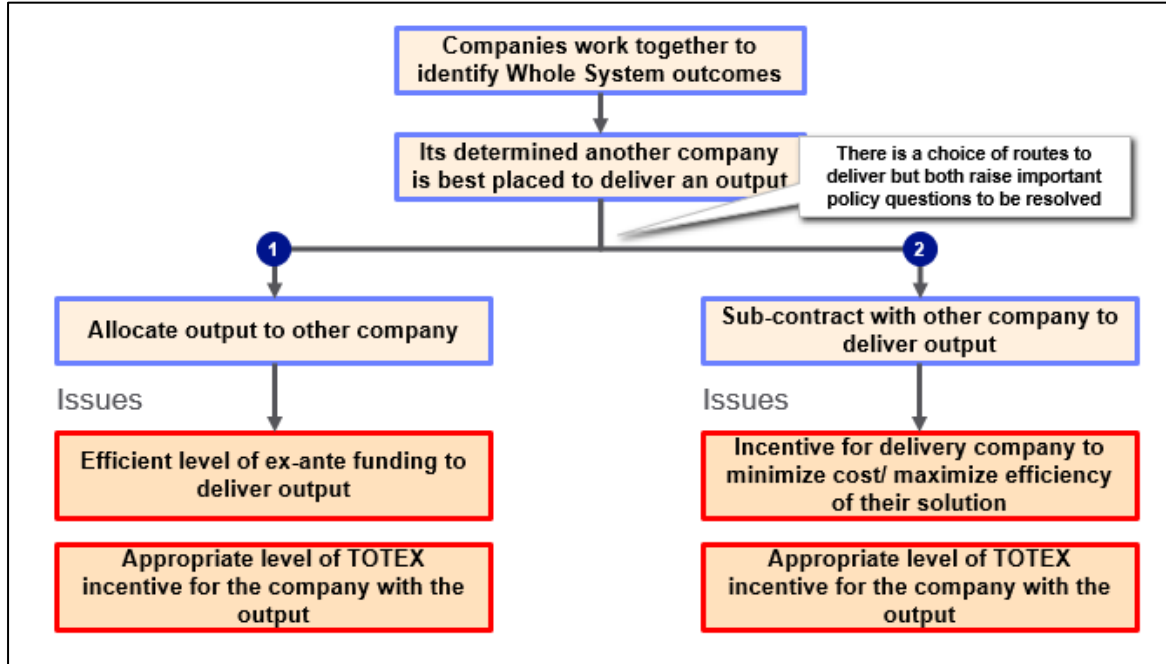 Companies work together to
identify Whole System outcomes
Its determined another company
is best placed to deliver an output
There is a choice of routes to
deliver but both raise important
policy questions to be resolved
1
2
Allocate output to other company
Sub-contract with other company to
deliver output
Issues
Issues
Efficient level of ex-ante funding to
deliver output
Incentive for delivery company to
minimize cost/ maximize efficiency
of their solution
Appropriate level of TOTEX
incentive for the company with the
output
Appropriate level of TOTEX
incentive for the company with the
output